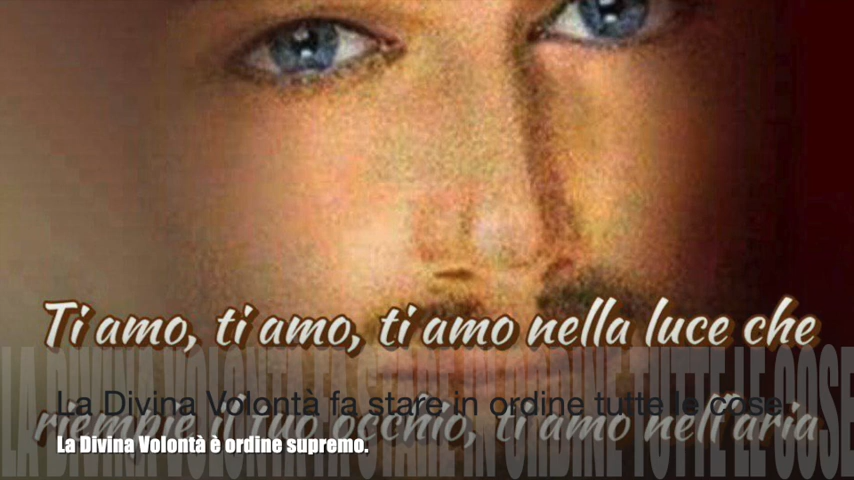 Ti amo, ti amo, ti amo nella luce che
LA DIVINA VOLONTÀ FA STARE IN ORDINE TUTTE LE COSE
La Divina Volontà fa stare in ordine tutte le cose.
riempie il tuo occhio, ti amo nell'aria
La Divina Volontà è ordine supremo.